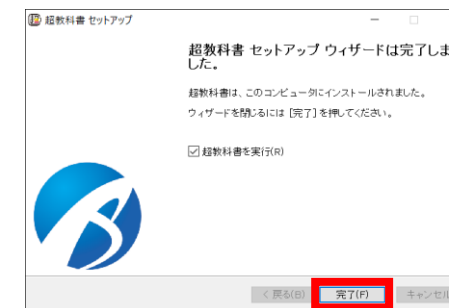 超教科書 セットアップ
超教科書 セットアップ ウィザードは完了しま
した。
超教科書は、このコンピュータにインストールされました。
ウィザードを閉じるには [完了] を押してください。
超教科書を実行(R)
< 戻る(B)
完了(F)
キャンセル